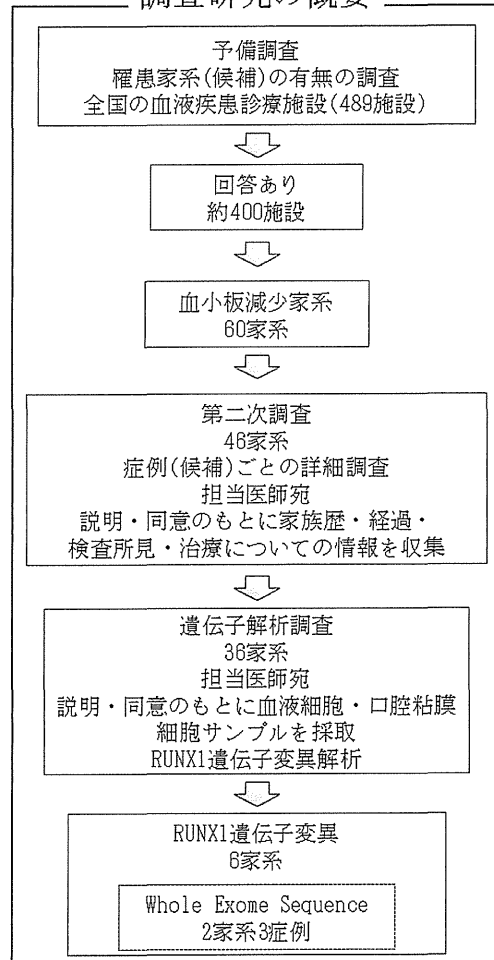 調査研究の概要
予備調査
罹患家系(候補)の有無の調査
全国の血液疾患診療施設(489施設)
回答あり
約400施設
血小板減少家系
60家系
第二次調査
46家系
症例(候補)ごとの詳細調査
担当医師宛
説明・同意のもとに家族歴・経過・
検査所見・治療についての情報を収集
遺伝子解析調査
36家系
担当医師宛
説明・同意のもとに血液細胞・口腔粘膜
細胞サンプルを採取
RUNX1遺伝子変異解析
RUNX1遺伝子変異
6家系
Whole Exome Sequence
2家系3症例